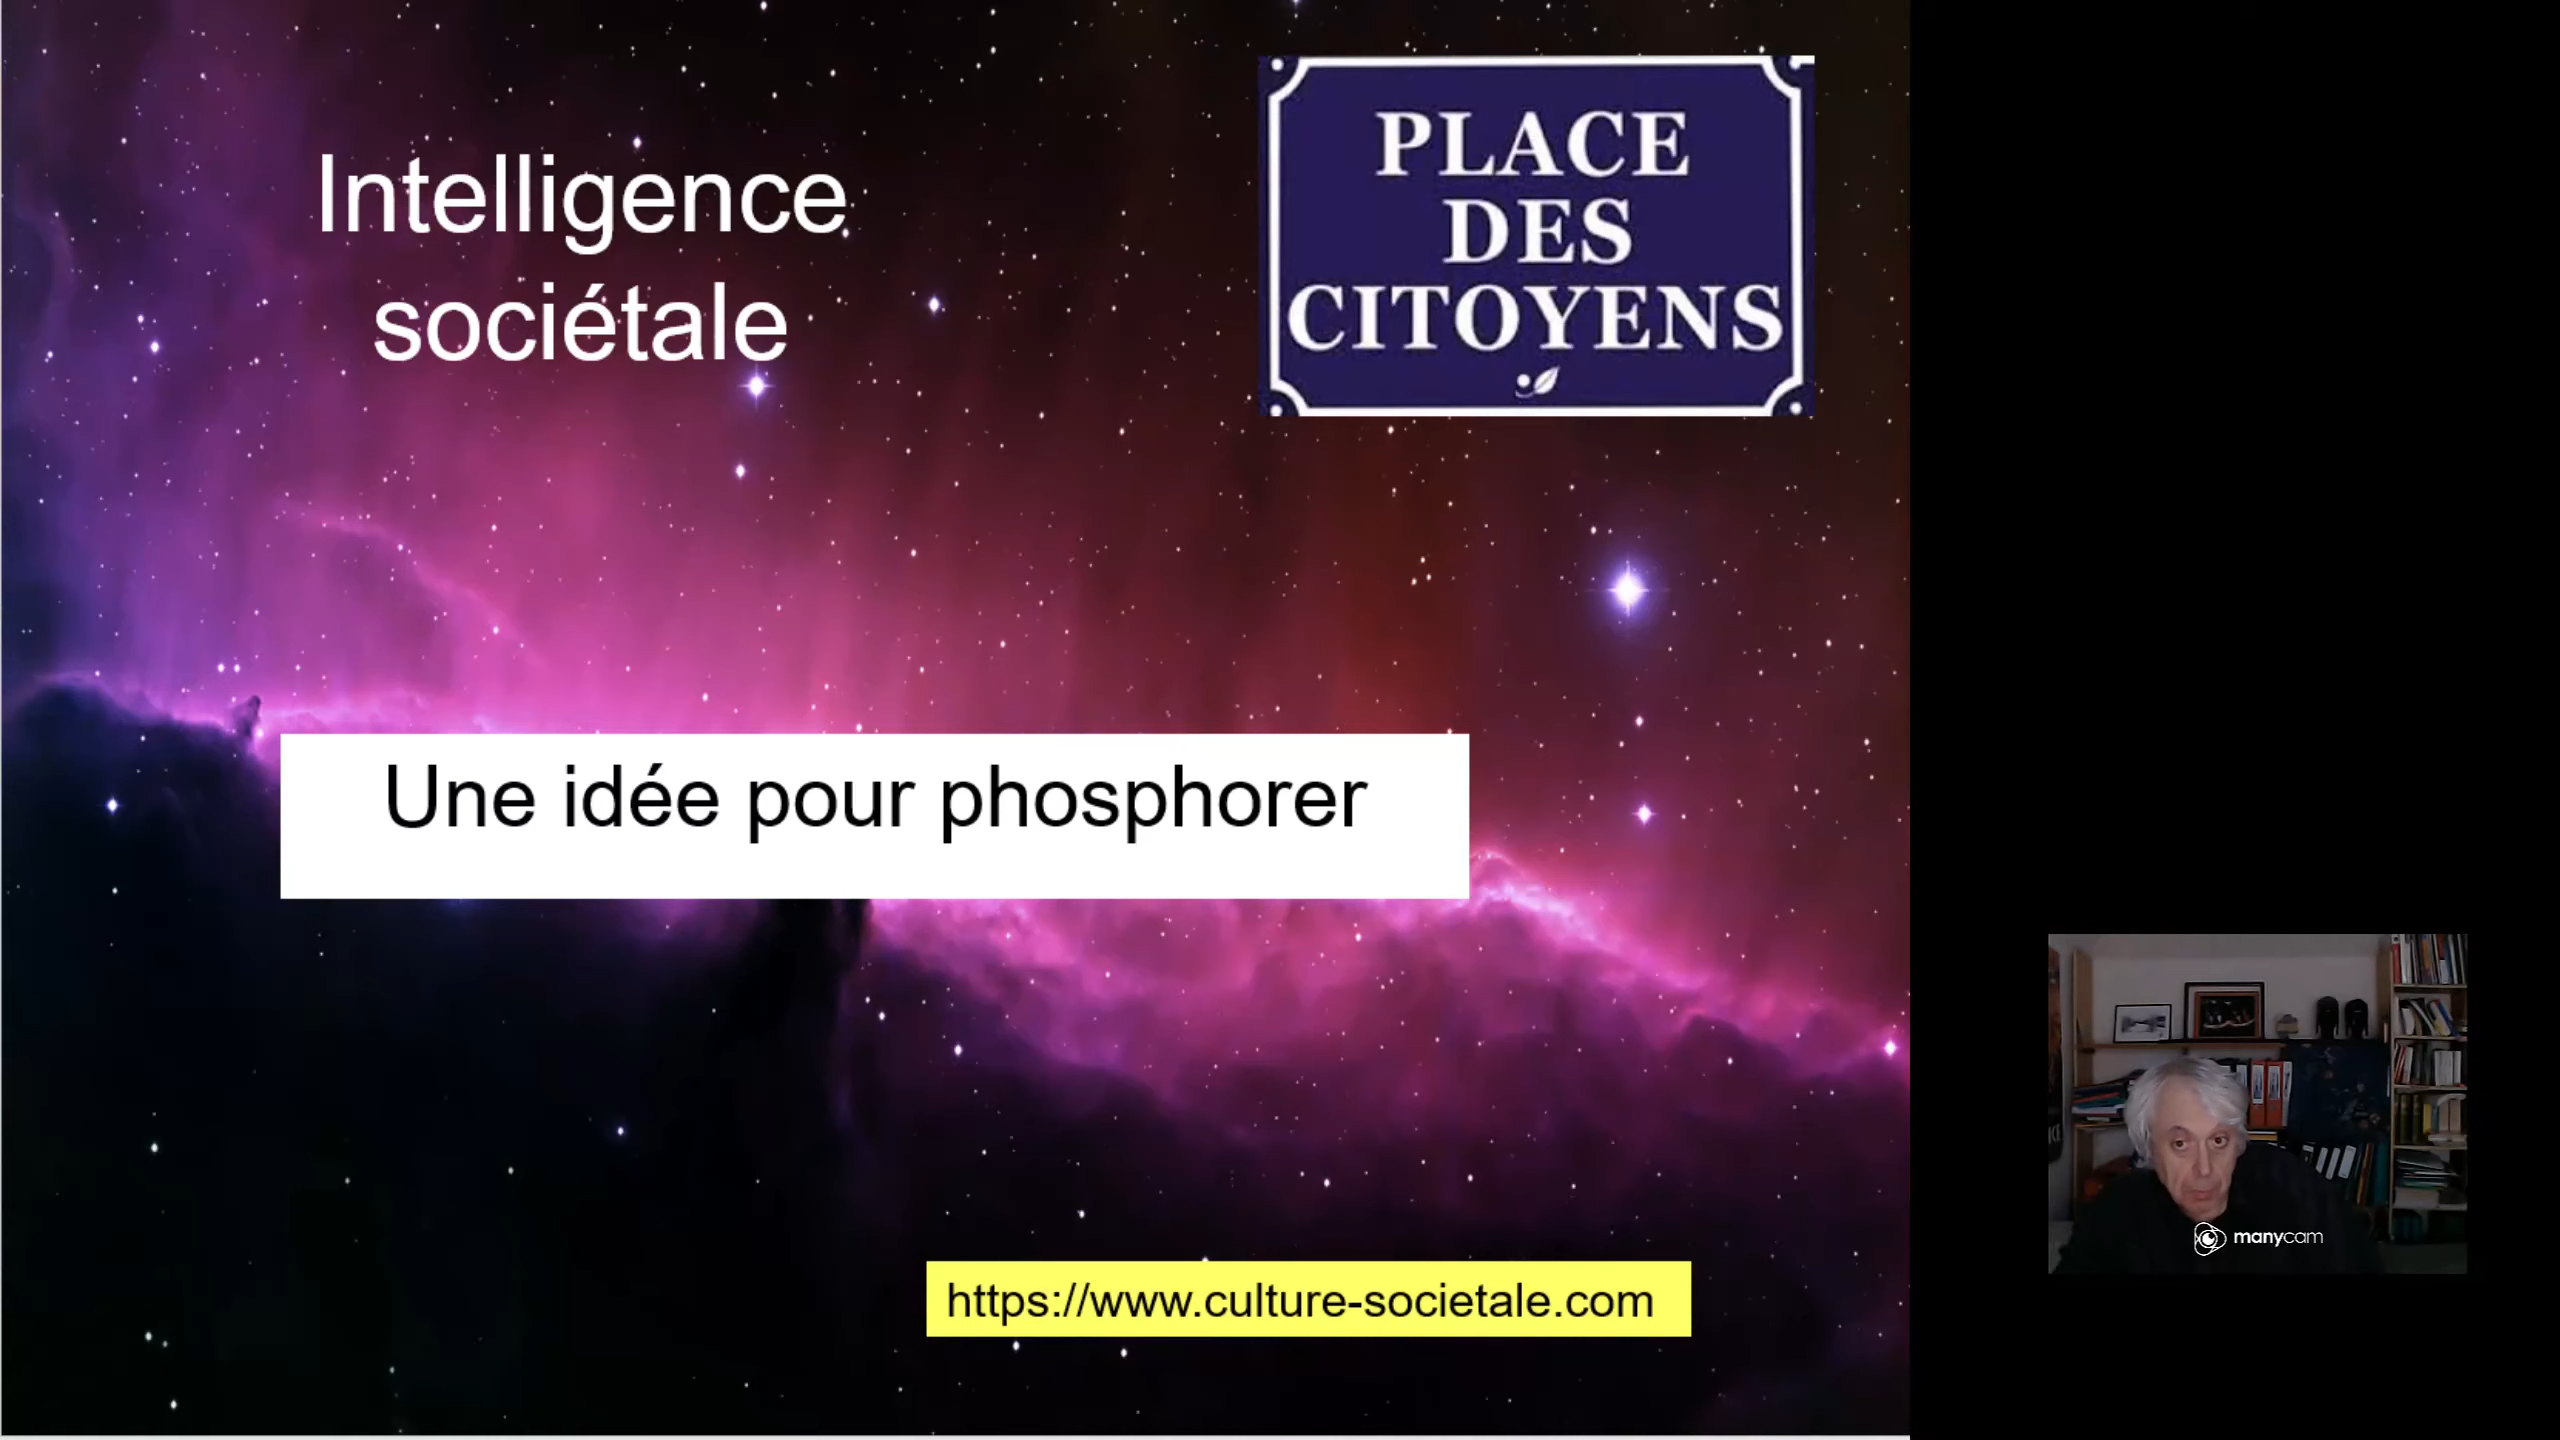 Intelligence
sociétale
PLACE
DES
CITOYENS
Une idée pour phosphorer
https://www.culture-societale.com
manycam